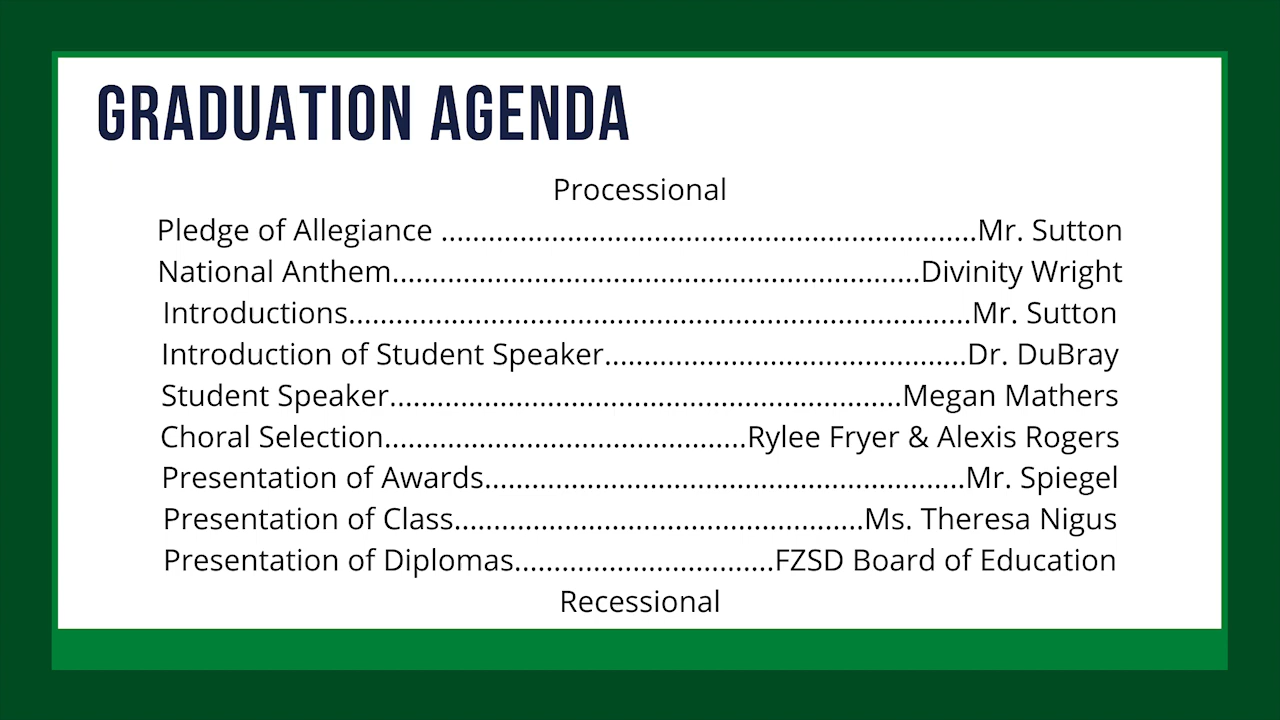 GRADUATION AGENDA
Processional
Pledge of Allegiance ....................................................................Mr. Sutton
National Anthem...................................................................Divinity Wright
Introductions...............................................................................Mr. Sutton
Introduction of Student Speaker..............................................Dr. DuBray
Student Speaker.................................................................Megan Mathers
Choral Selection..............................................Rylee Fryer & Alexis Rogers
Presentation of Awards.............................................................Mr. Spiegel
Presentation of Class....................................................Ms. Theresa Nigus
Presentation of Diplomas.................................FZSD Board of Education
Recessional